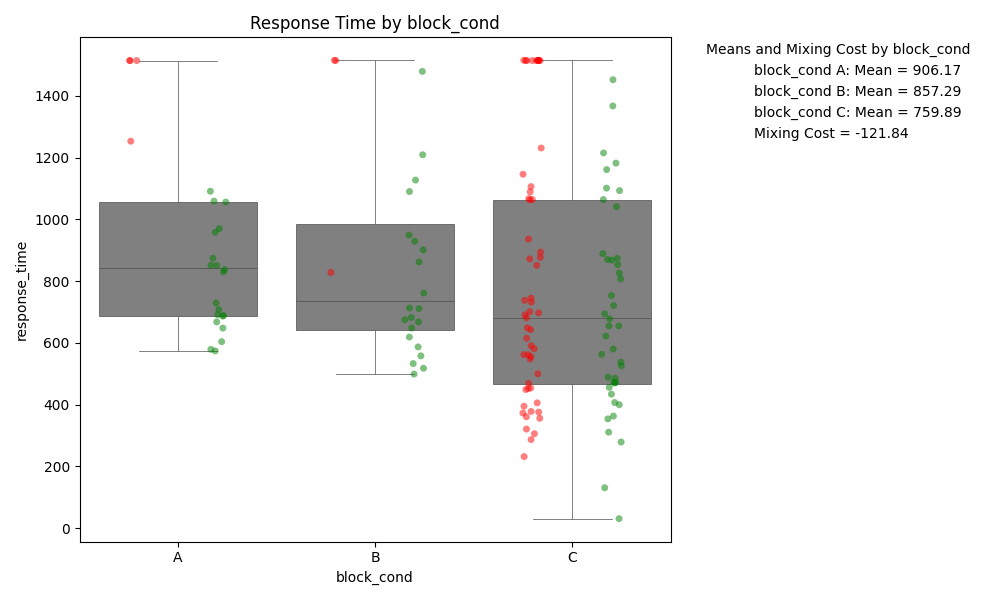 Response Time by block_cond
Means and Mixing Cost by block_cond
block_cond A: Mean = 906.17
block_cond B: Mean = 857.29
block_cond C: Mean = 759.89
Mixing Cost = -121.84
response_time
1400
1200
1000
800
600
400
200
0
A
B
C
block_cond